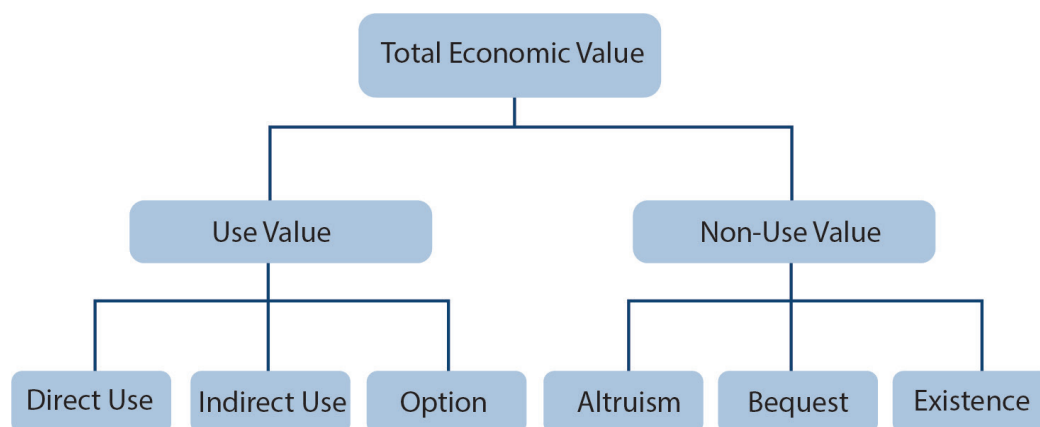 Total Economic Value
Use Value
Non-Use Value
Direct Use
Indirect Use
Option
Altruism
Bequest
Existence